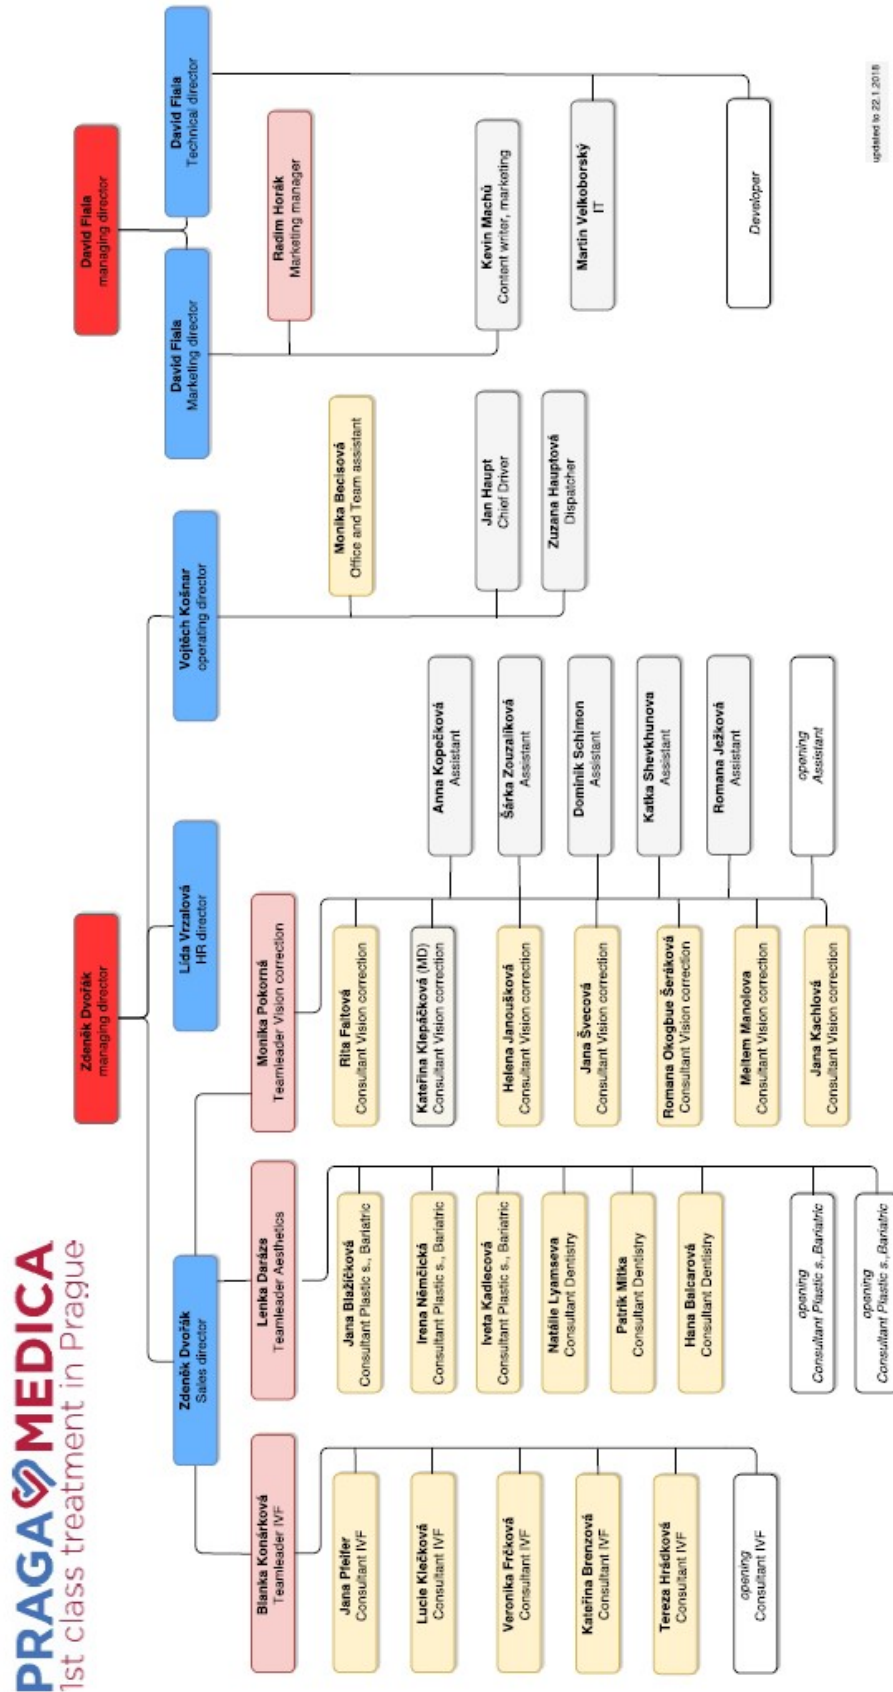 PRAGA MEDICA
1st class treatment in Prague
Zdeněk Dvořák
managing director
David Fiala
managing director
Zdeněk Dvořák
Sales director
Lída Vrzalová
HR director
Vojtěch Košnar
operating director
David Fiala
Marketing director
David Fiala
Technical director
Blanka Konárková
Teamleader IVF
Jana Pfeifer
Consultant IVF
Lucie Klečková
Consultant IVF
Veronika Frčková
Consultant IVF
Kateřina Brenzová
Consultant IVF
Tereza Hrádková
Consultant IVF
opening
Consultant IVF
Lenka Darázs
Teamleader Aesthetics
Jana Blažíčková
Consultant Plastic s., Bariatric
Irena Němčická
Consultant Plastic s., Bariatric
Iveta Kadlecová
Consultant Plastic s., Bariatric
Natálie Lyamseva
Consultant Dentistry
Patrik Mitka
Consultant Dentistry
Hana Balcarová
Consultant Dentistry
opening
Consultant Plastic s.,Bariatric
opening
Consultant Plastic s.,Bariatric
Monika Pokorná
Teamleader Vision correction
Rita Faltová
Consultant Vision correction
Kateřina Klepáčková (MD)
Consultant Vision correction
Helena Janoušková
Consultant Vision correction
Jana Švecová
Consultant Vision correction
Romana Okogbue Šeráková
Consultant Vision correction
Meltem Manolova
Consultant Vision correction
Jana Kachlová
Consultant Vision correction
Anna Kopečková
Assistant
Šárka Zouzalíková
Assistant
Dominik Schimon
Assistant
Katka Shevkhunova
Assistant
Romana Ježková
Assistant
opening
Assistant
Monika Becisová
Office and Team assistant
Jan Haupt
Chief Driver
Zuzana Hauptová
Dispatcher
Radim Horák
Marketing manager
Kevin Machů
Content writer, marketing
Martin Velkoborský
IT
Developer
updated to 22.1.2018